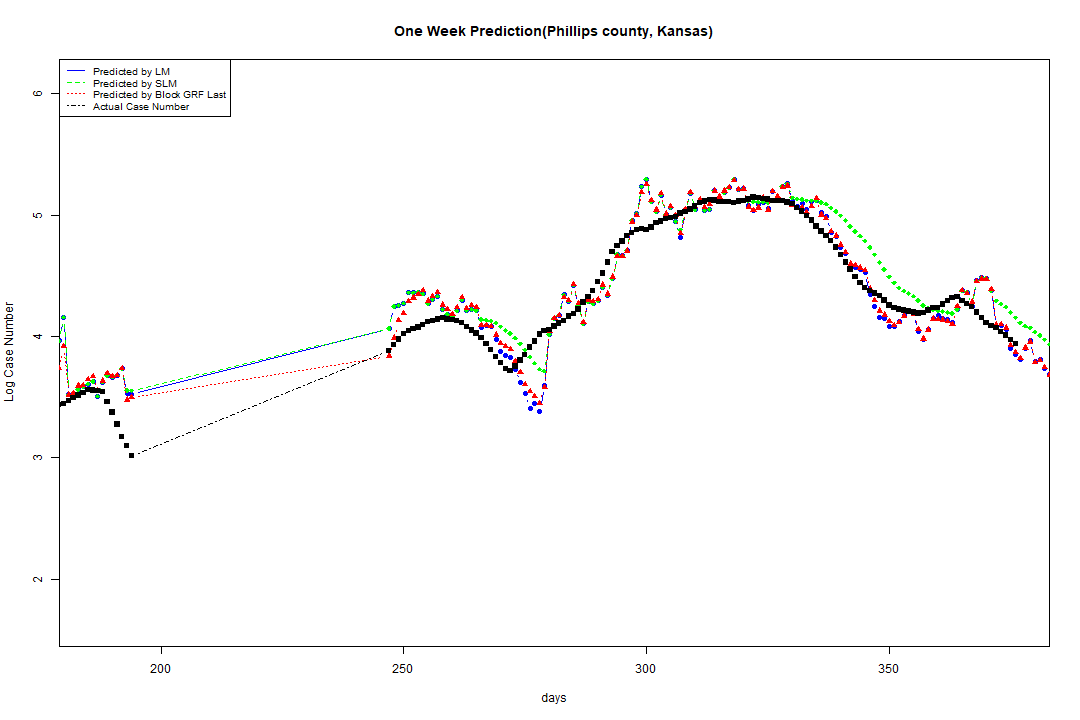 One Week Prediction(Phillips county, Kansas)
Predicted by LM
Predicted by SLM
Predicted by Block GRF Last
Actual Case Number
6
5
4
3
2
Log Case Number
200
250
300
350
days